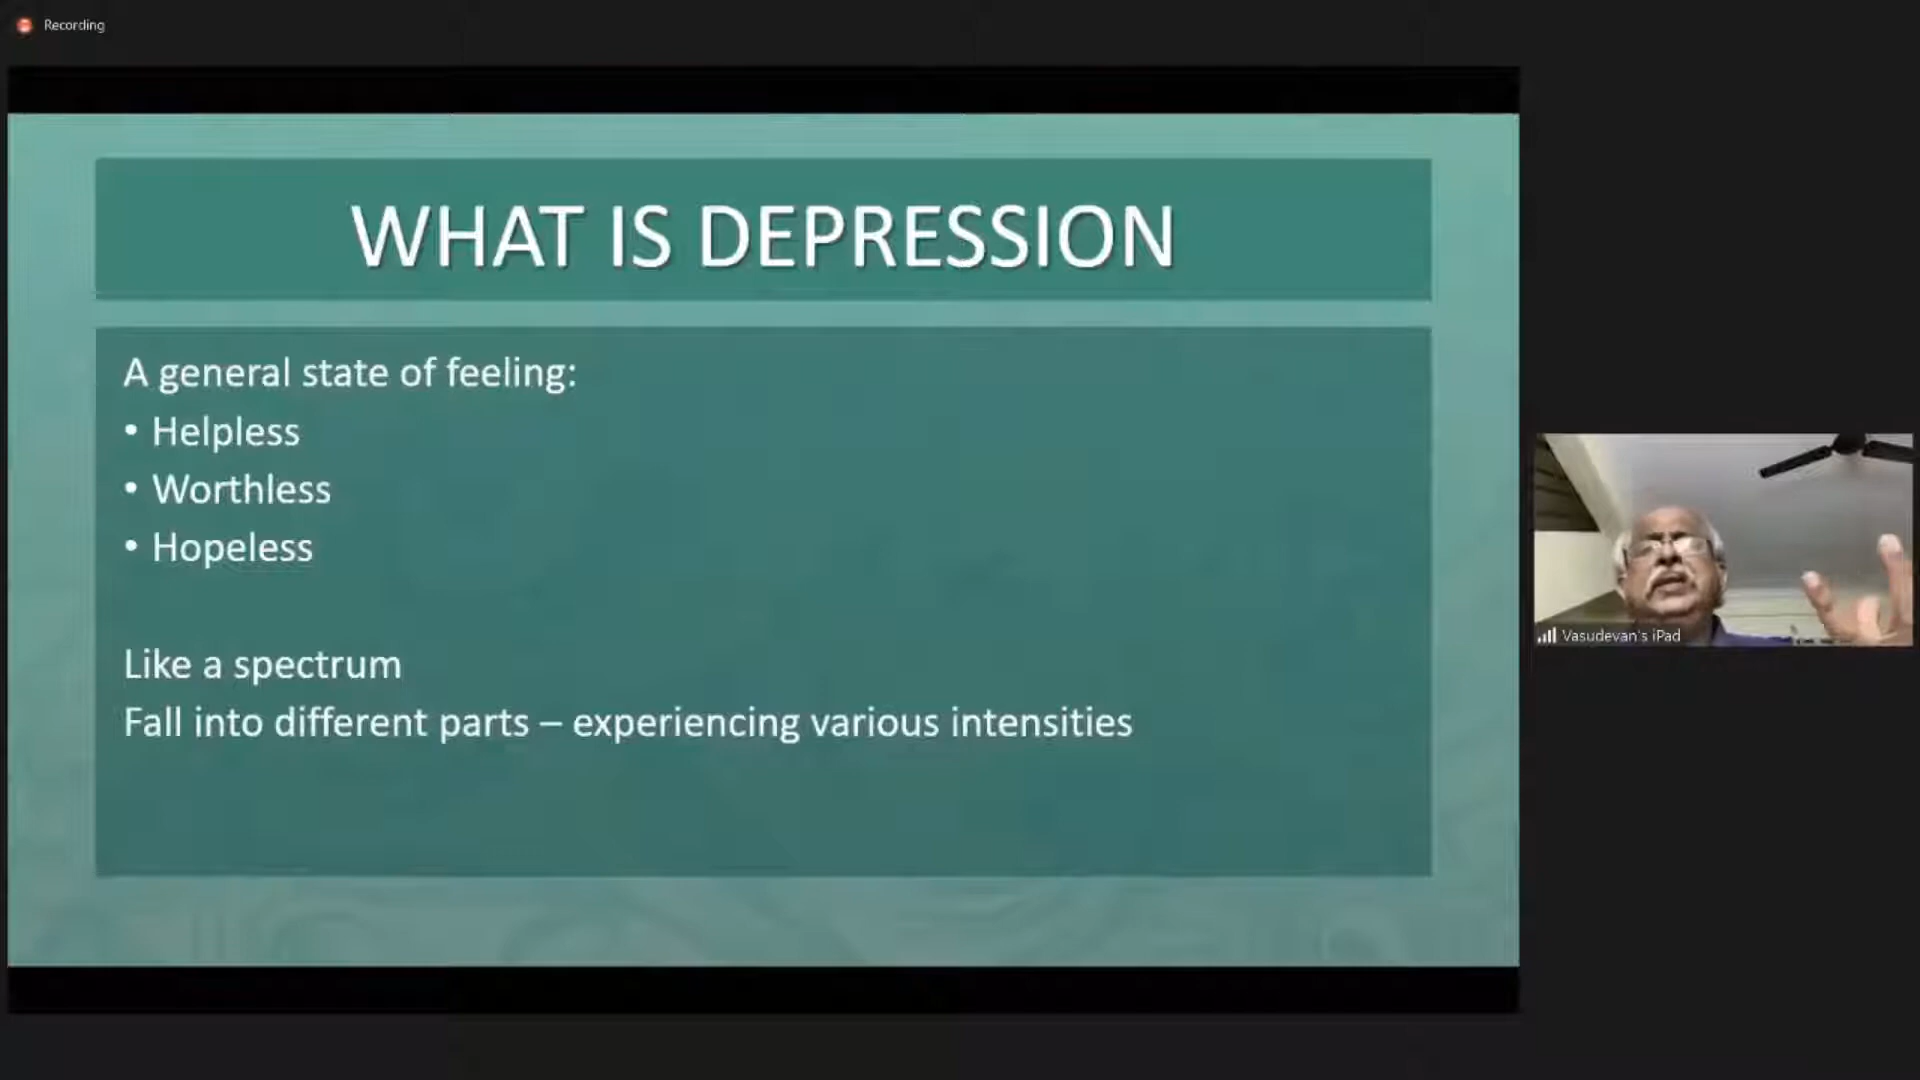 Recording
WHAT IS DEPRESSION
A general state of feeling:
• Helpless
• Worthless
• Hopeless
Like a spectrum
Fall into different parts – experiencing various intensities
Vasudevan's iPad